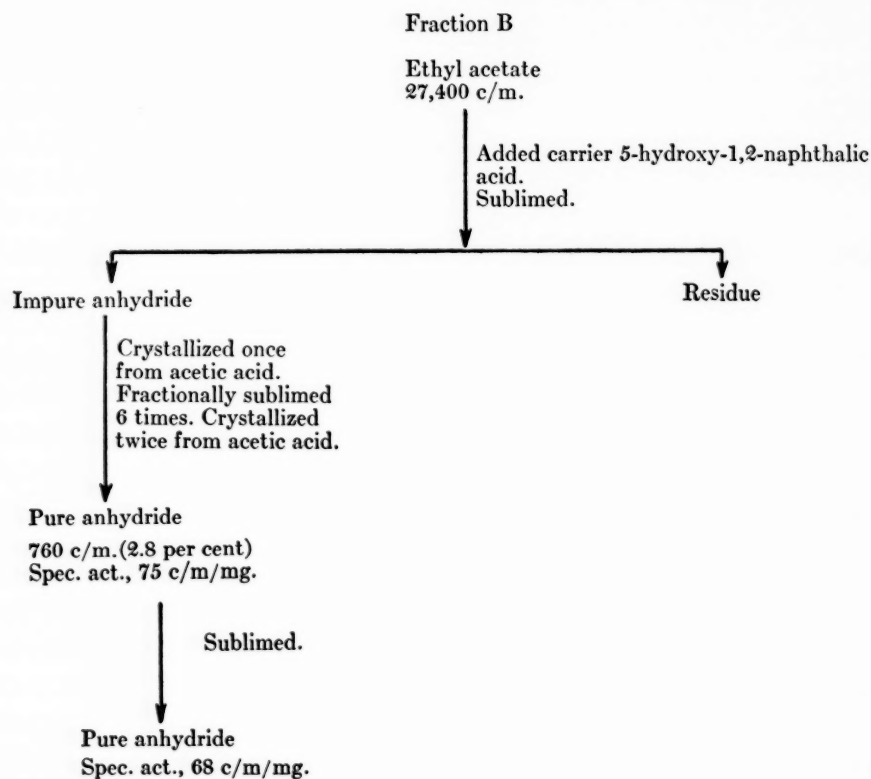 Fraction B
Ethyl acetate
27,400 c/m.
Added carrier 5-hydroxy-1,2-naphthalic
acid.
Sublimed.
Impure anhydride
Residue
Crystallized once
from acetic acid.
Fractionally sublimed
6 times. Crystallized
twice from acetic acid.
Pure anhydride
760 c/m.(2.8 per cent)
Spec. act., 75 c/m/mg.
Sublimed.
Pure anhydride
Spec. act., 68 c/m/mg.